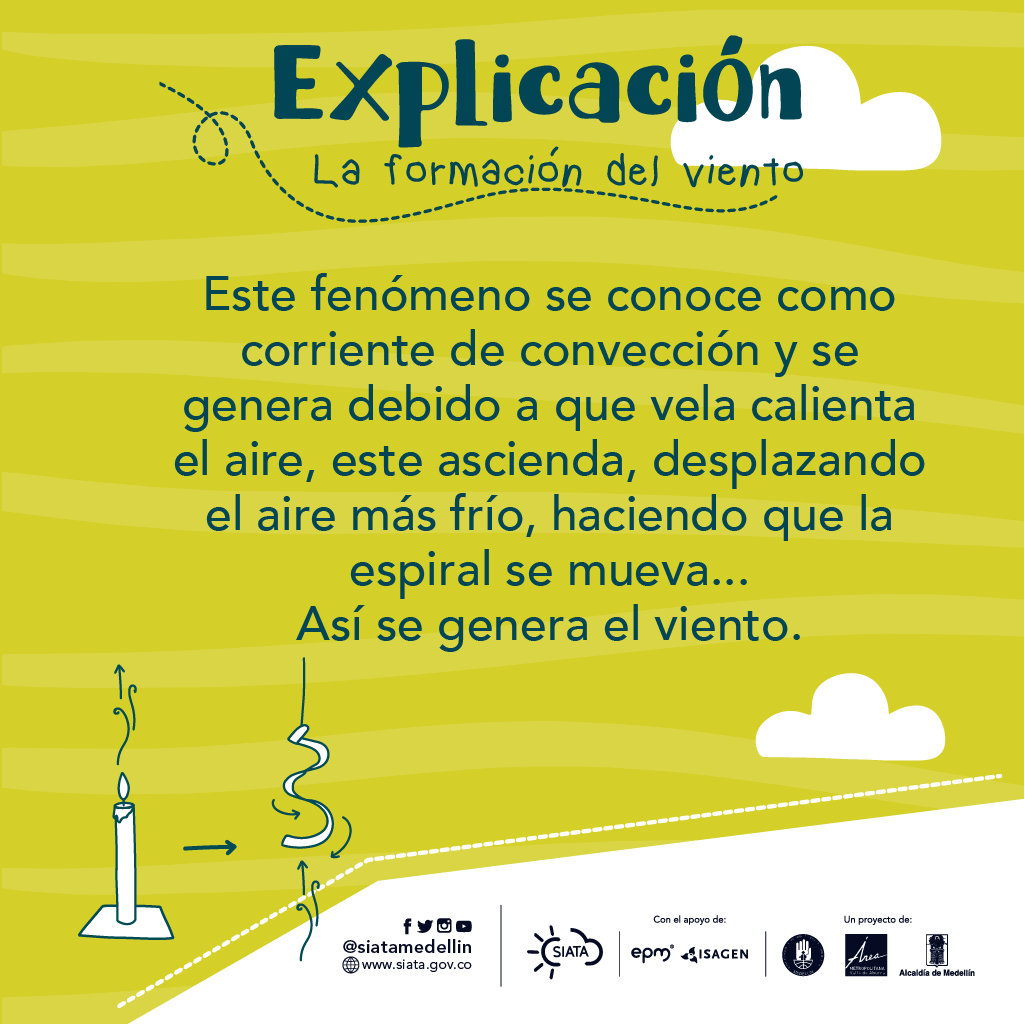 Explicación
La formación del viento
Este fenómeno se conoce como
corriente de convección y se
genera debido a que vela calienta
el aire, este ascienda, desplazando
el aire más frío, haciendo que la
espiral se mueva...
Así se genera el viento.
@siatamedellin
www.siata.gov.co
SIATA
Con el apoyo de:
epm
ISAGEN
Un proyecto de:
Área
METROPOLITANA
Alcaldía de Medellín